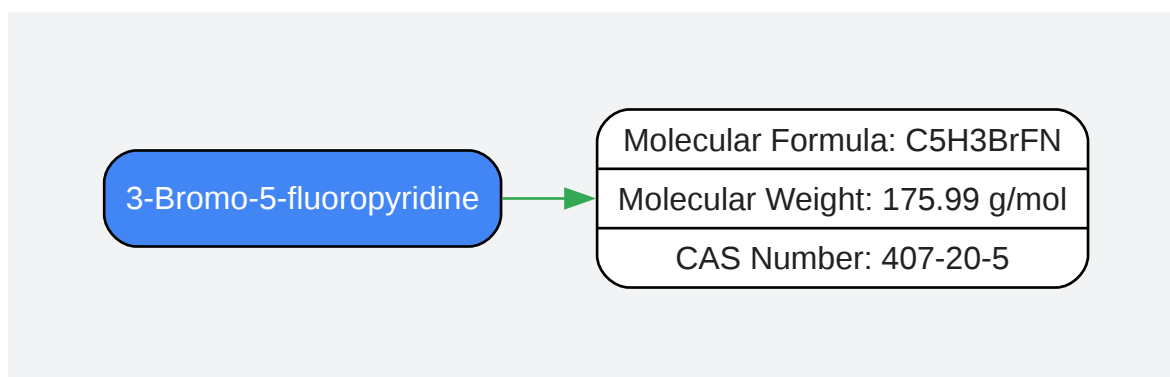 3-Bromo-5-fluoropyridine
Molecular Formula: C5H3BrFN
Molecular Weight: 175.99 g/mol
CAS Number: 407-20-5